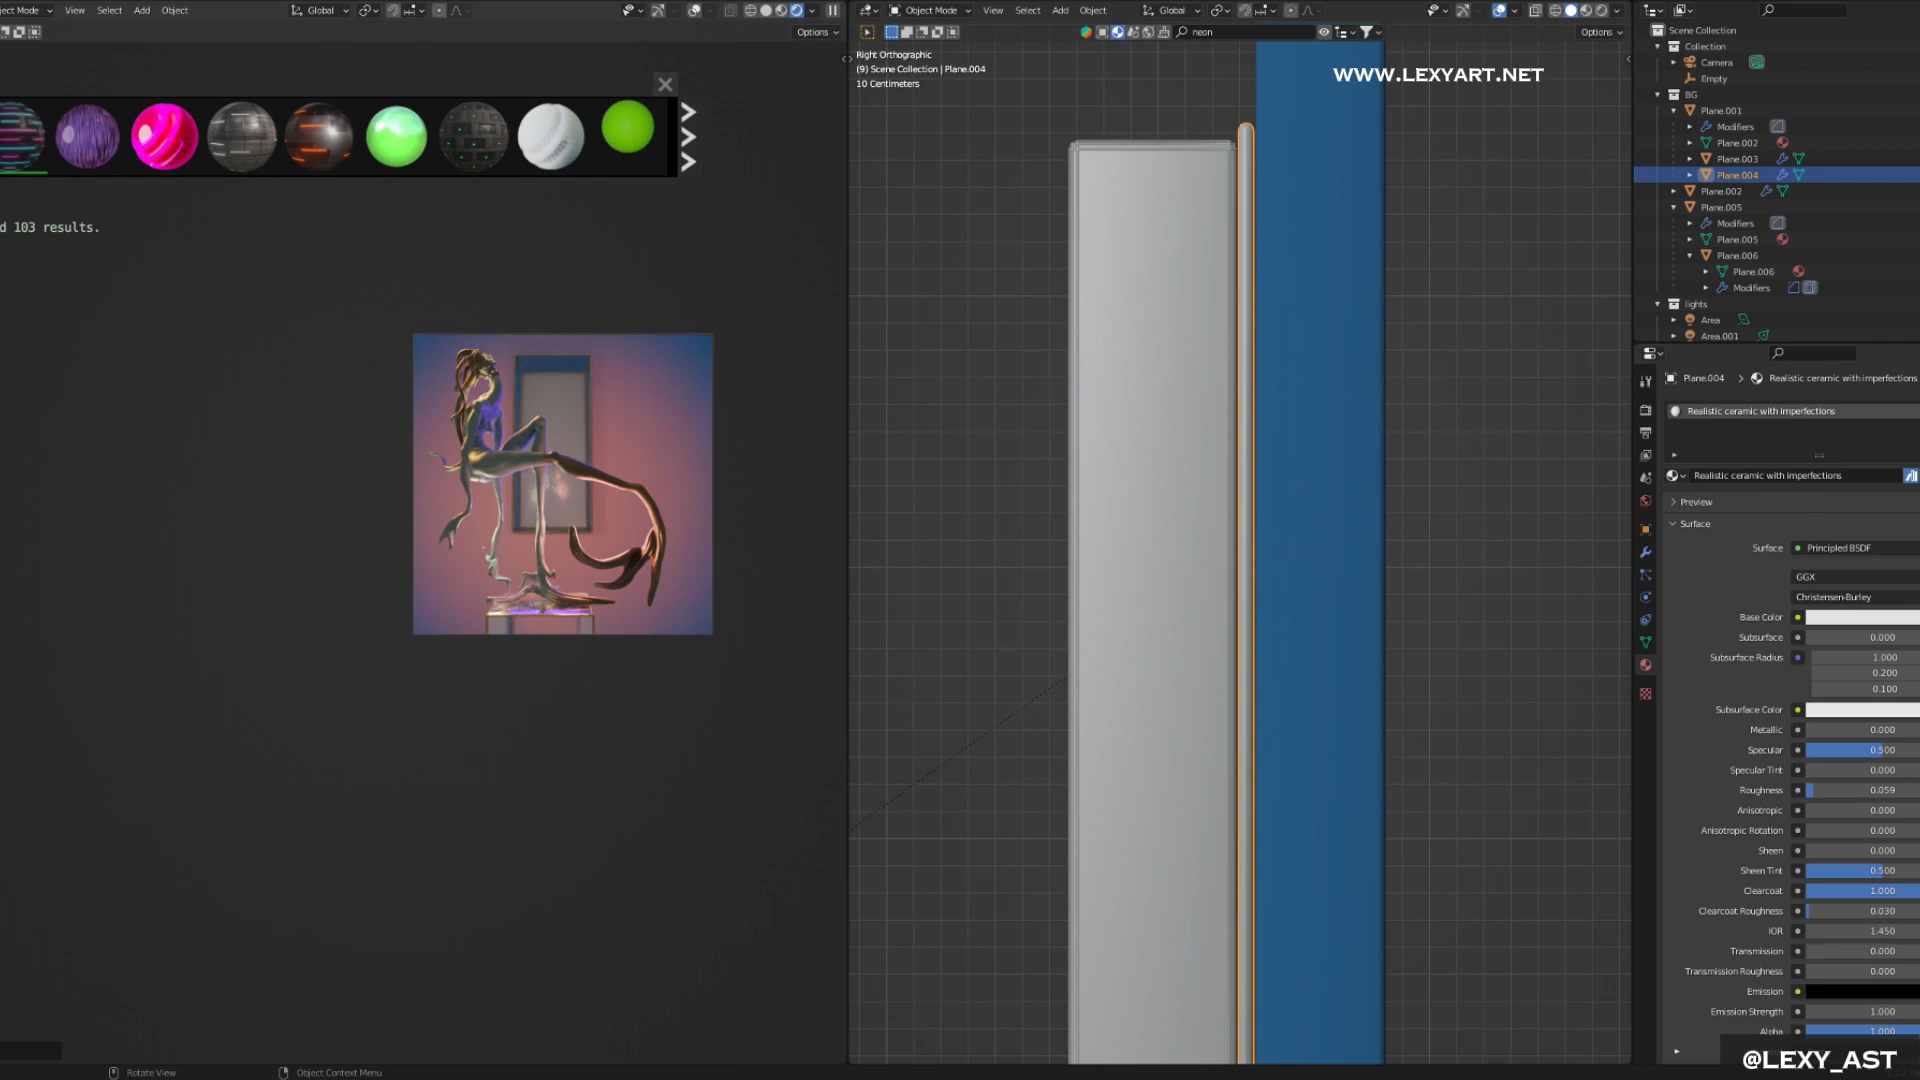 ject Mode View Select Add Object Global
Options
d 103 results.
Rotate View Object Context Menu
Object Mode View Select Add Object Global
neon Options
Right Orthographic
(9) Scene Collection | Plane.004
10 Centimeters
WWW.LEXYART.NET
Scene Collection
Collection
Camera
Empty
BG
Plane.001
Modifiers
Plane.002
Plane.003
Plane.004
Plane.002
Plane.005
Modifiers
Plane.005
Plane.006
Plane.006
Modifiers
lights
Area
Area.001
Plane.004 Realistic ceramic with imperfections
Realistic ceramic with imperfections
Realistic ceramic with imperfections
Preview
Surface
Surface Principled BSDF
GGX
Christensen-Burley
Base Color
Subsurface 0.000
Subsurface Radius 1.000
0.200
0.100
Subsurface Color
Metallic 0.000
Specular 0.500
Specular Tint 0.000
Roughness 0.059
Anisotropic 0.000
Anisotropic Rotation 0.000
Sheen 0.000
Sheen Tint 0.500
Clearcoat 1.000
Clearcoat Roughness 0.030
IOR 1.450
Transmission 0.000
Transmission Roughness 0.000
Emission
Emission Strength 1.000
Alpha 1.000
@LEXY_AST